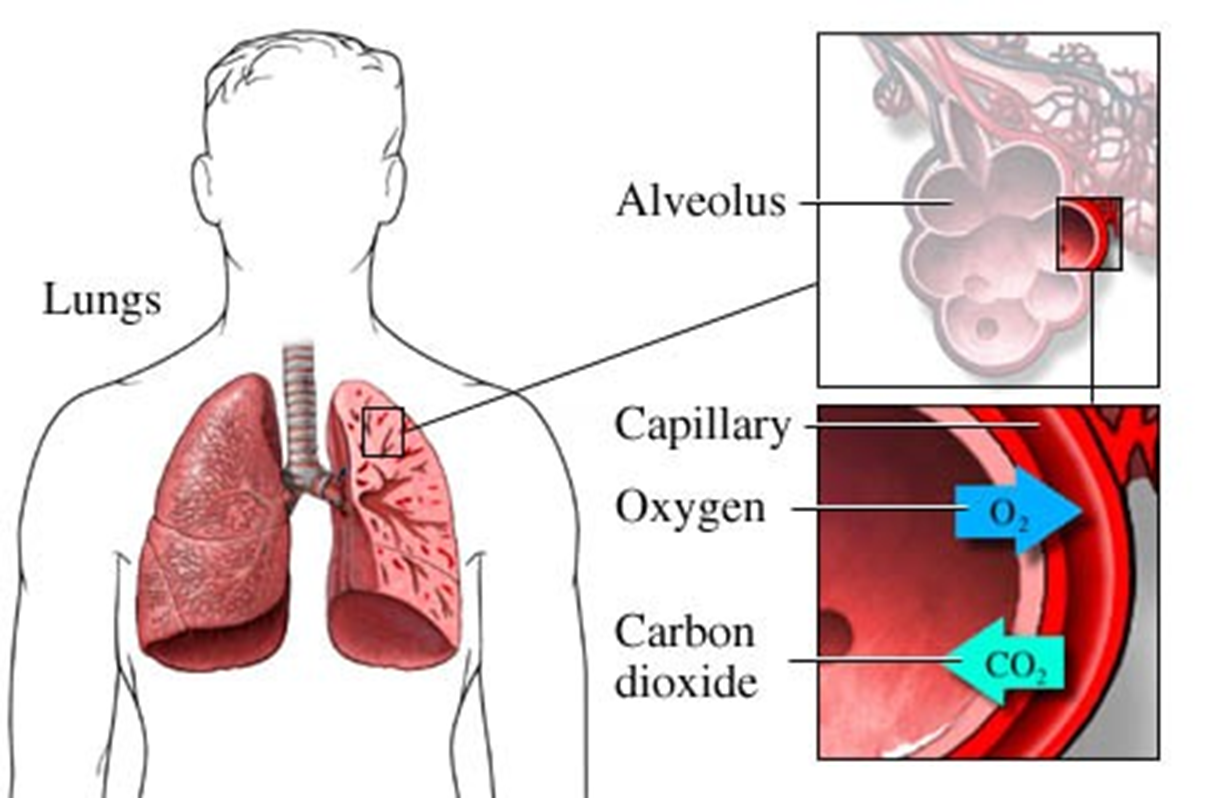 Lungs
Alveolus
Capillary
Oxygen
O₂
Carbon
dioxide
CO₂